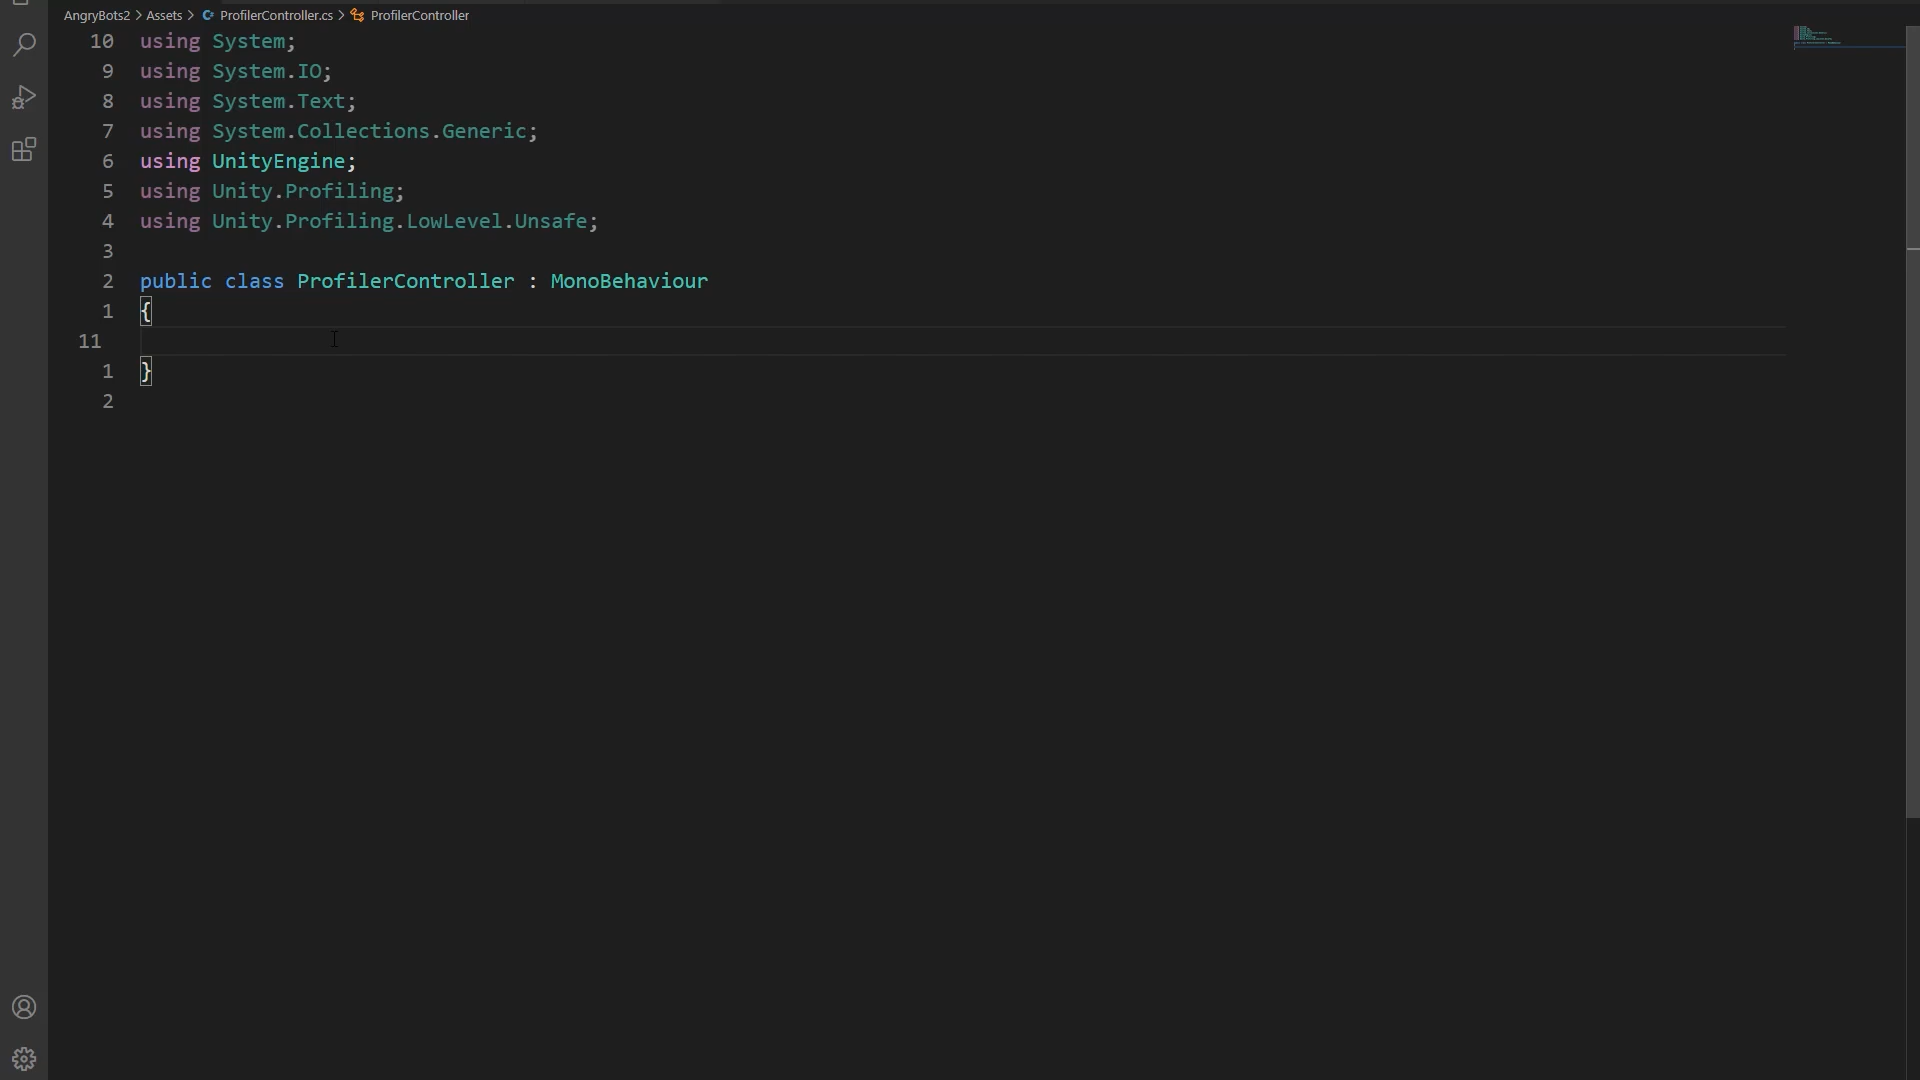 AngryBots2 > Assets > ProfilerController.cs > ProfilerController
10 using System;
9 using System.IO;
8 using System.Text;
7 using System.Collections.Generic;
6 using UnityEngine;
5 using Unity.Profiling;
4 using Unity.Profiling.LowLevel.Unsafe;
3
2 public class ProfilerController : MonoBehaviour
1 {
11
1 }
2